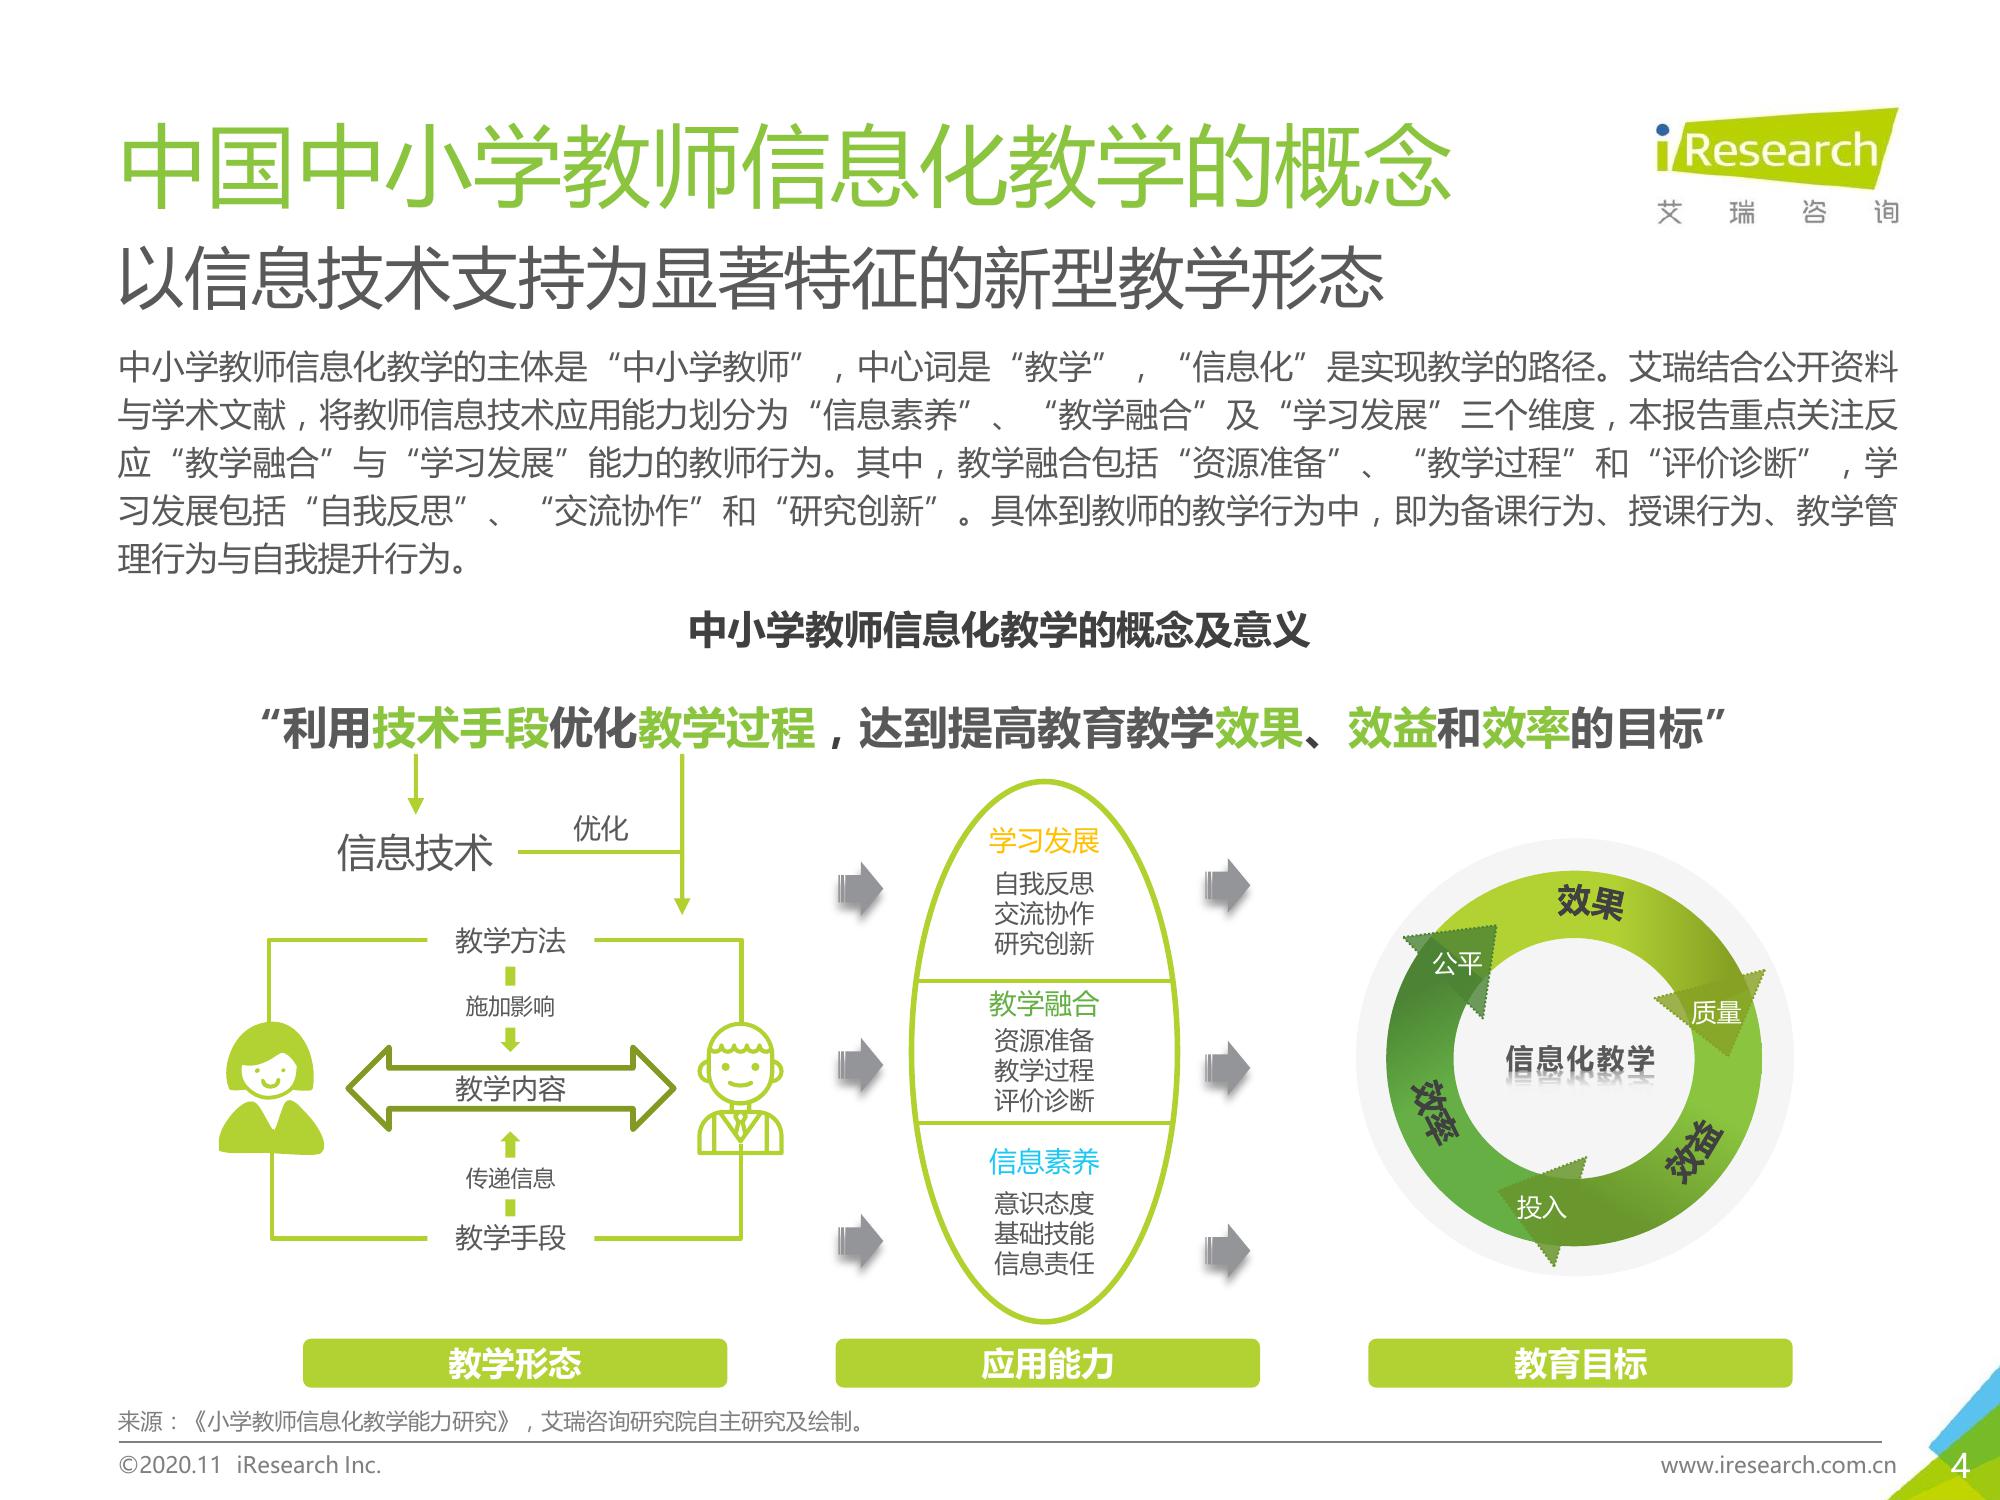 中国中小学教师信息化教学的概念
iResearch
艾瑞咨询
以信息技术支持为显著特征的新型教学形态
中小学教师信息化教学的主体是“中小学教师”，中心词是“教学”，“信息化”是实现教学的路径。艾瑞结合公开资料
与学术文献，将教师信息技术应用能力划分为“信息素养”、“教学融合”及“学习发展”三个维度，本报告重点关注反
应“教学融合”与“学习发展”能力的教师行为。其中，教学融合包括“资源准备”、“教学过程”和“评价诊断”，学
习发展包括“自我反思”、“交流协作”和“研究创新”。具体到教师的教学行为中，即为备课行为、授课行为、教学管
理行为与自我提升行为。
中小学教师信息化教学的概念及意义
“利用技术手段优化教学过程，达到提高教育教学效果、效益和效率的目标”
信息技术
优化
教学方法
施加影响
教学内容
传递信息
教学手段
教学形态
学习发展
自我反思
交流协作
研究创新
教学融合
资源准备
教学过程
评价诊断
信息素养
意识态度
基础技能
信息责任
应用能力
效果
公平
质量
信息化教学
效率
效益
投入
教育目标
来源：《小学教师信息化教学能力研究》，艾瑞咨询研究院自主研究及绘制。
©2020.11 iResearch Inc.
www.iresearch.com.cn
4